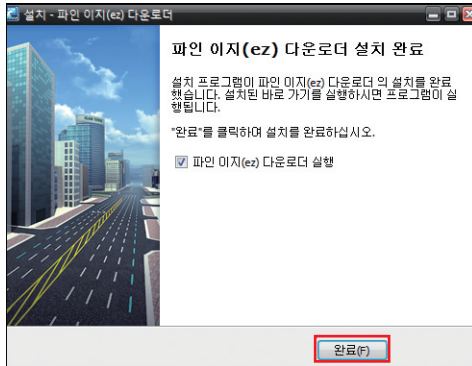 설치 - 파인 이지(ez) 다운로더
파인 이지(ez) 다운로더 설치 완료
설치 프로그램이 파인 이지(ez) 다운로더 의 설치를 완료
했습니다. 설치된 바로 가기를 실행하시면 프로그램이 실
행됩니다.
"완료"를 클릭하여 설치를 완료하십시오.
파인 이지(ez) 다운로더 실행
완료(F)